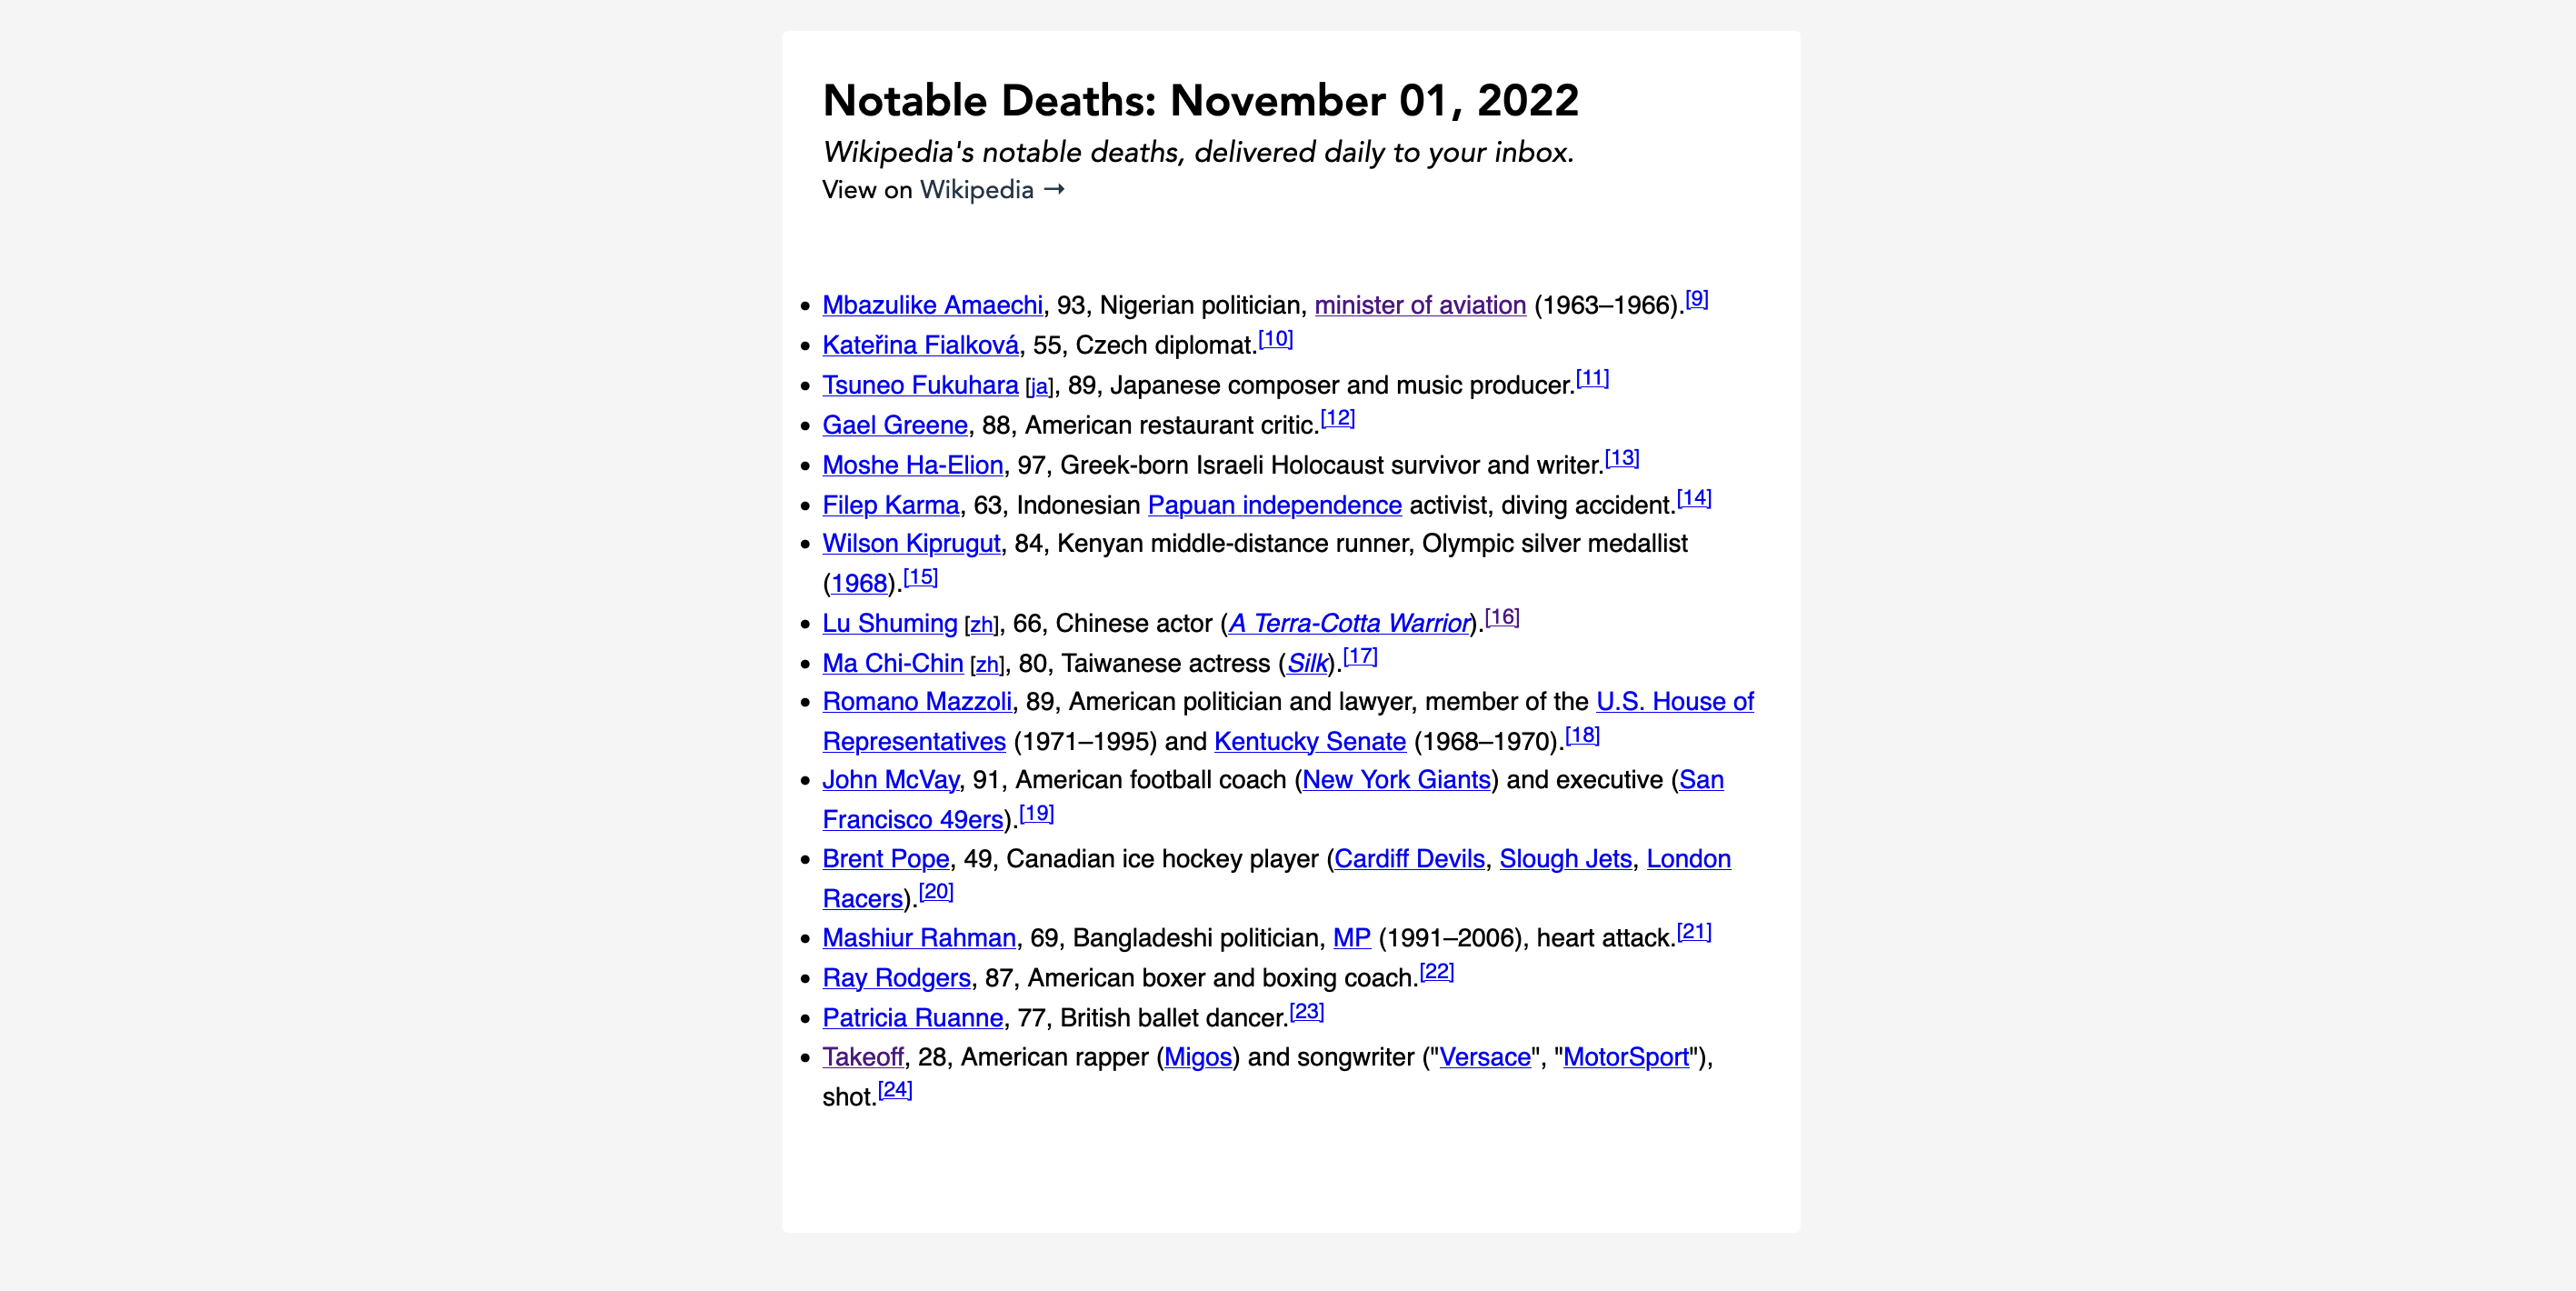 Notable Deaths: November 01, 2022
Wikipedia's notable deaths, delivered daily to your inbox.
View on Wikipedia →
• Mbazulike Amaechi, 93, Nigerian politician, minister of aviation (1963–1966).[9]
• Kateřina Fialková, 55, Czech diplomat.[10]
• Tsuneo Fukuhara [ja], 89, Japanese composer and music producer.[11]
• Gael Greene, 88, American restaurant critic.[12]
• Moshe Ha-Elion, 97, Greek-born Israeli Holocaust survivor and writer.[13]
• Filep Karma, 63, Indonesian Papuan independence activist, diving accident.[14]
• Wilson Kiprugut, 84, Kenyan middle-distance runner, Olympic silver medallist
(1968).[15]
• Lu Shuming [zh], 66, Chinese actor (A Terra-Cotta Warrior).[16]
• Ma Chi-Chin [zh], 80, Taiwanese actress (Silk).[17]
• Romano Mazzoli, 89, American politician and lawyer, member of the U.S. House of
Representatives (1971–1995) and Kentucky Senate (1968–1970).[18]
• John McVay, 91, American football coach (New York Giants) and executive (San
Francisco 49ers).[19]
• Brent Pope, 49, Canadian ice hockey player (Cardiff Devils, Slough Jets, London
Racers).[20]
• Mashiur Rahman, 69, Bangladeshi politician, MP (1991–2006), heart attack.[21]
• Ray Rodgers, 87, American boxer and boxing coach.[22]
• Patricia Ruanne, 77, British ballet dancer.[23]
• Takeoff, 28, American rapper (Migos) and songwriter ("Versace", "MotorSport"),
shot.[24]